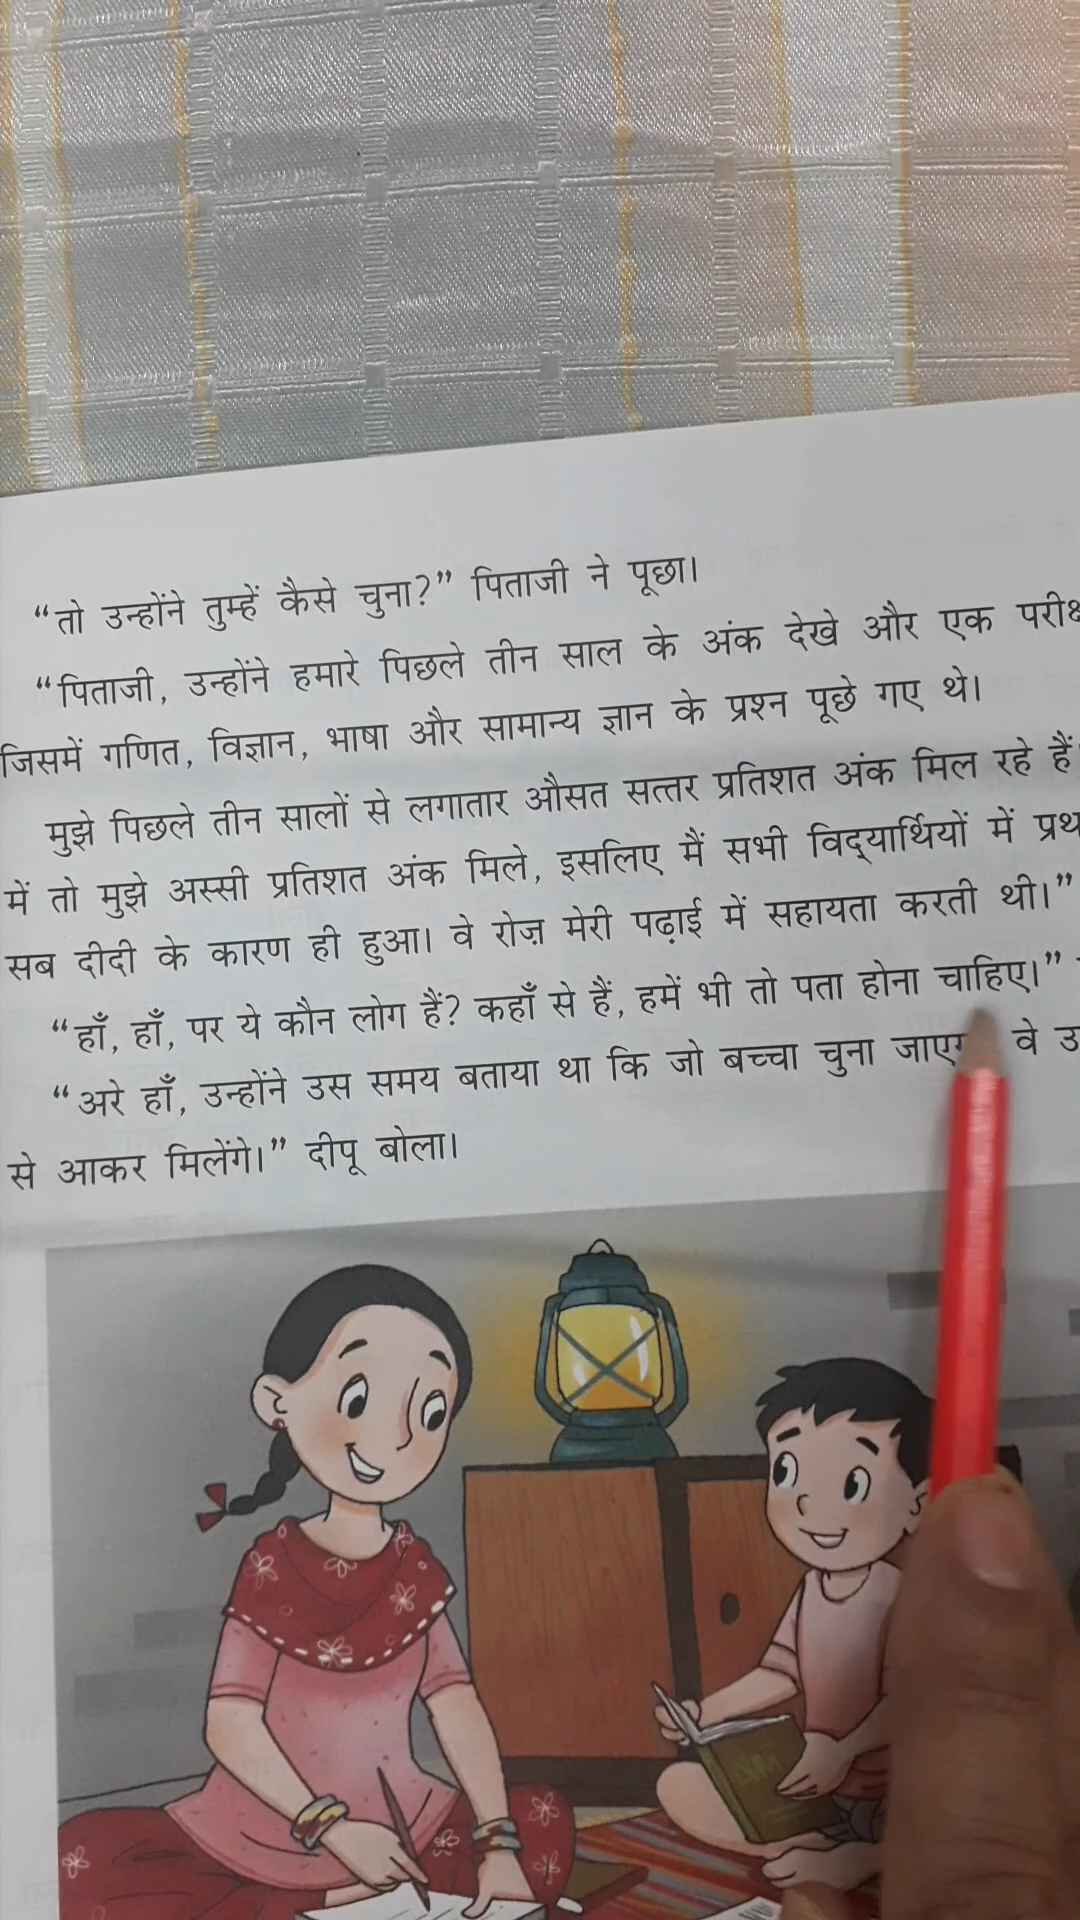 “तो उन्होंने तुम्हें कैसे चुना?” पिताजी ने पूछा।
“पिताजी, उन्होंने हमारे पिछले तीन साल के अंक देखे और एक
जिसमें गणित, विज्ञान, भाषा और सामान्य ज्ञान के प्रश्न पूछे गए थे।
मुझे पिछले तीन सालों से लगातार औसत सत्तर प्रतिशत अंक मिल रहे हैं
में तो मुझे अस्सी प्रतिशत अंक मिले, इसलिए मैं सभी विद्यार्थियों में
सब दीदी के कारण ही हुआ। वे रोज़ मेरी पढ़ाई में सहायता करती थी।”
“हाँ, हाँ, पर ये कौन लोग हैं? कहाँ से हैं, हमें भी तो पता होना चाहिए।”
“अरे हाँ, उन्होंने उस समय बताया था कि जो बच्चा चुना वे
से आकर मिलेंगे।” दीपू बोला।